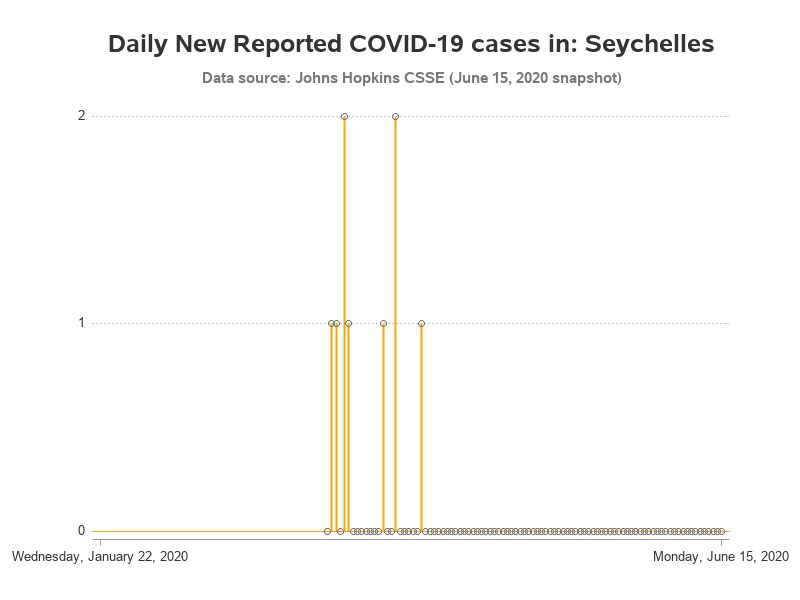 Daily New Reported COVID-19 cases in: Seychelles
Data source: Johns Hopkins CSSE (June 15, 2020 snapshot)
2
1
0
Wednesday, January 22, 2020
Monday, June 15, 2020